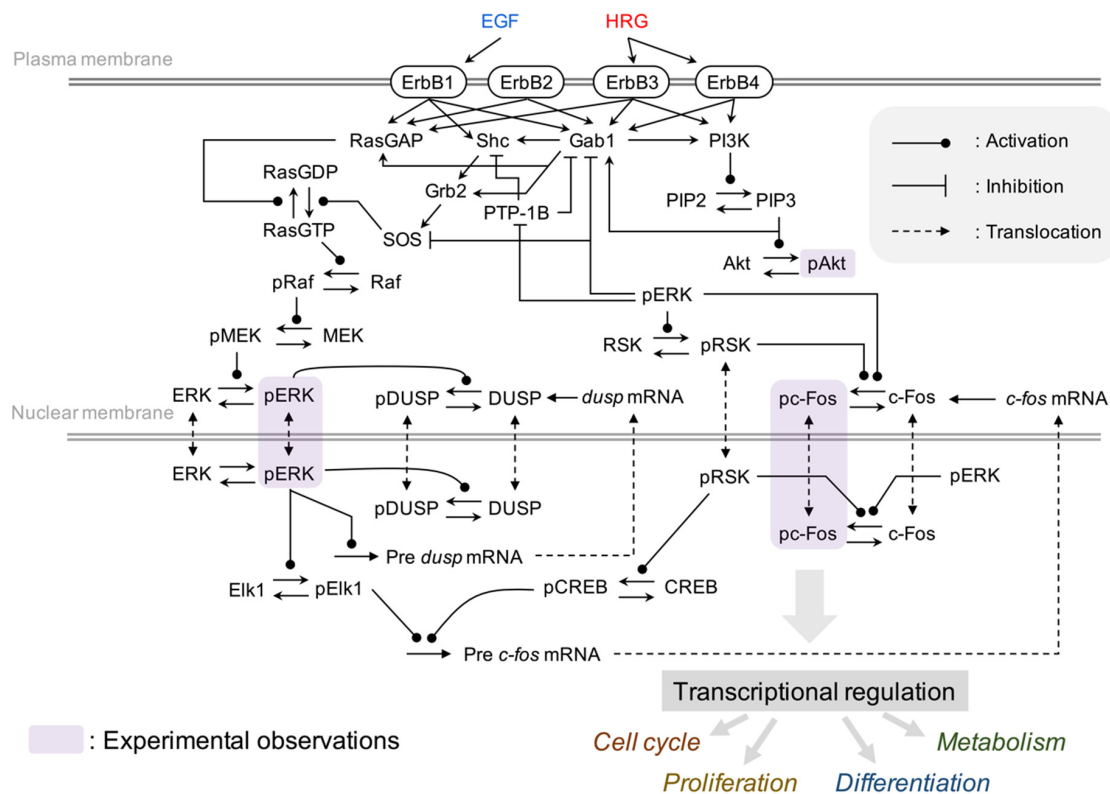 EGF HRG
Plasma membrane
ErbB1 ErbB2 ErbB3 ErbB4
RasGAP Shc Gab1 PI3K
: Activation
RasGDP
Grb2
PIP2 PIP3
PTP-1B
: Inhibition
RasGTP
SOS
: Translocation
Akt pAkt
pRaf Raf
pERK
pMEK MEK
RSK pRSK
ERK pERK pDUSP DUSP dusp mRNA pc-Fos c-Fos c-fos mRNA
Nuclear membrane
ERK pERK pRSK pERK
pDUSP DUSP pc-Fos c-Fos
Pre dusp mRNA
Elk1 pElk1 pCREB CREB
Pre c-fos mRNA
Transcriptional regulation
: Experimental observations
Cell cycle Metabolism
Proliferation Differentiation